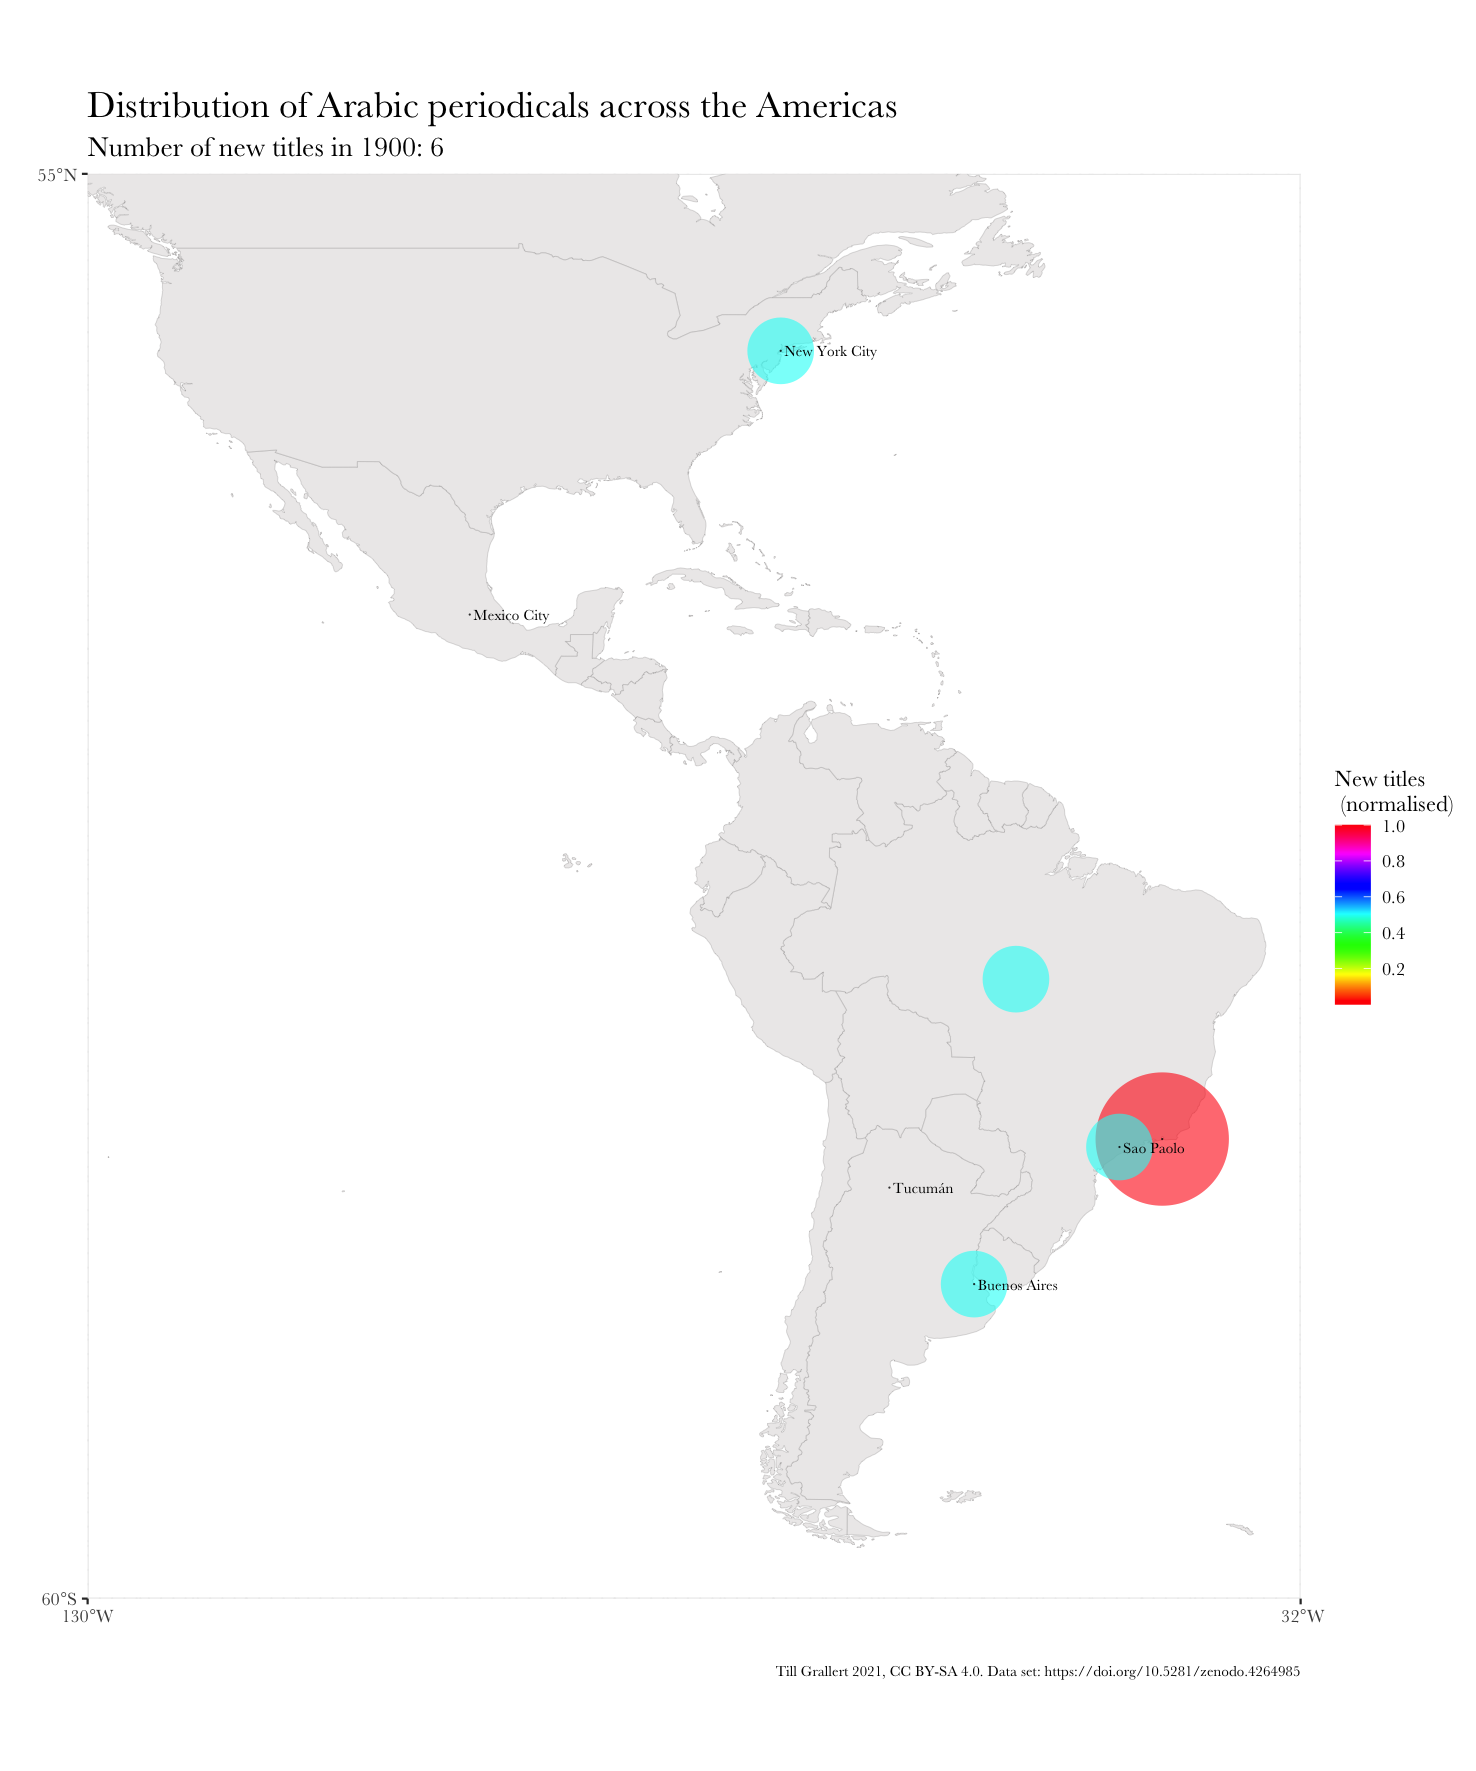 Distribution of Arabic periodicals across the Americas
Number of new titles in 1900: 6
55°N
New York City
Mexico City
New titles
(normalised)
1.0
0.8
0.6
0.4
0.2
Sao Paolo
Tucumán
Buenos Aires
60°S
130°W
32°W
Till Grallert 2021, CC BY-SA 4.0. Data set: https://doi.org/10.5281/zenodo.4264985